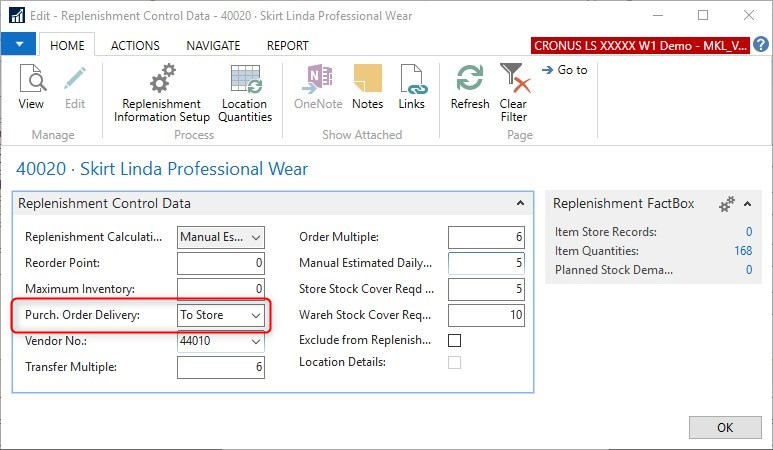 Edit - Replenishment Control Data - 40020 · Skirt Linda Professional Wear
HOME ACTIONS NAVIGATE REPORT
CRONUS LS XXXXX W1 Demo - MKL_V...
View
Edit
Manage
Replenishment
Information Setup
Location
Quantities
Process
OneNote
Notes
Links
Show Attached
Refresh
Clear
Filter
Go to
Page
40020 · Skirt Linda Professional Wear
Replenishment Control Data
Replenishment Calculati... Manual Es...
Reorder Point: 0
Maximum Inventory: 0
Purch. Order Delivery: To Store
Vendor No.: 44010
Transfer Multiple: 6
Order Multiple: 6
Manual Estimated Daily... 5
Store Stock Cover Reqd ... 5
Wareh Stock Cover Req... 10
Exclude from Replenish...
Location Details:
Replenishment FactBox
Item Store Records: 0
Item Quantities: 168
Planned Stock Dema... 0
OK